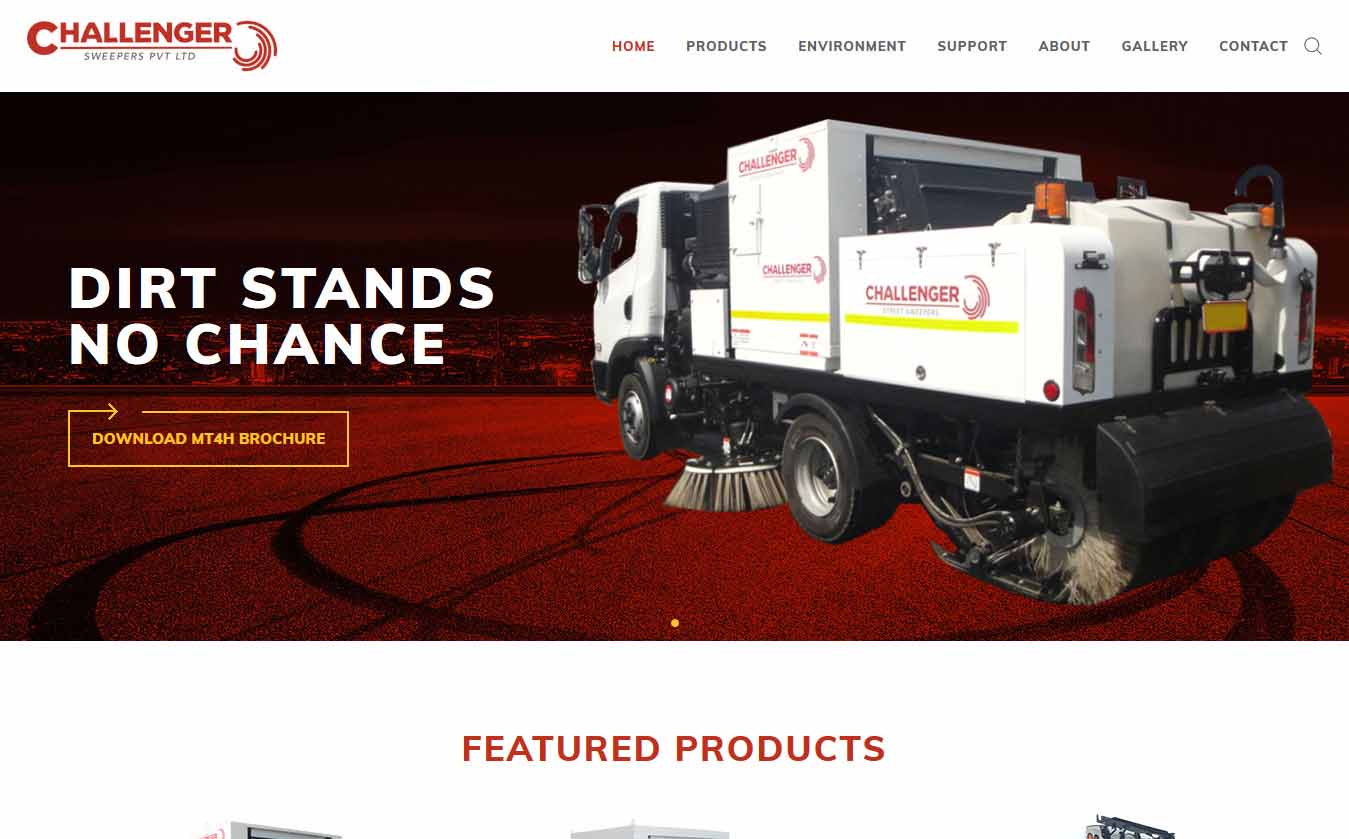 CHALLENGER
SWEEPERS PVT LTD
HOME PRODUCTS ENVIRONMENT SUPPORT ABOUT GALLERY CONTACT
DIRT STANDS
NO CHANCE
DOWNLOAD MT4H BROCHURE
CHALLENGER
CHALLENGER
CHALLENGER
STREET SWEEPERS
FEATURED PRODUCTS